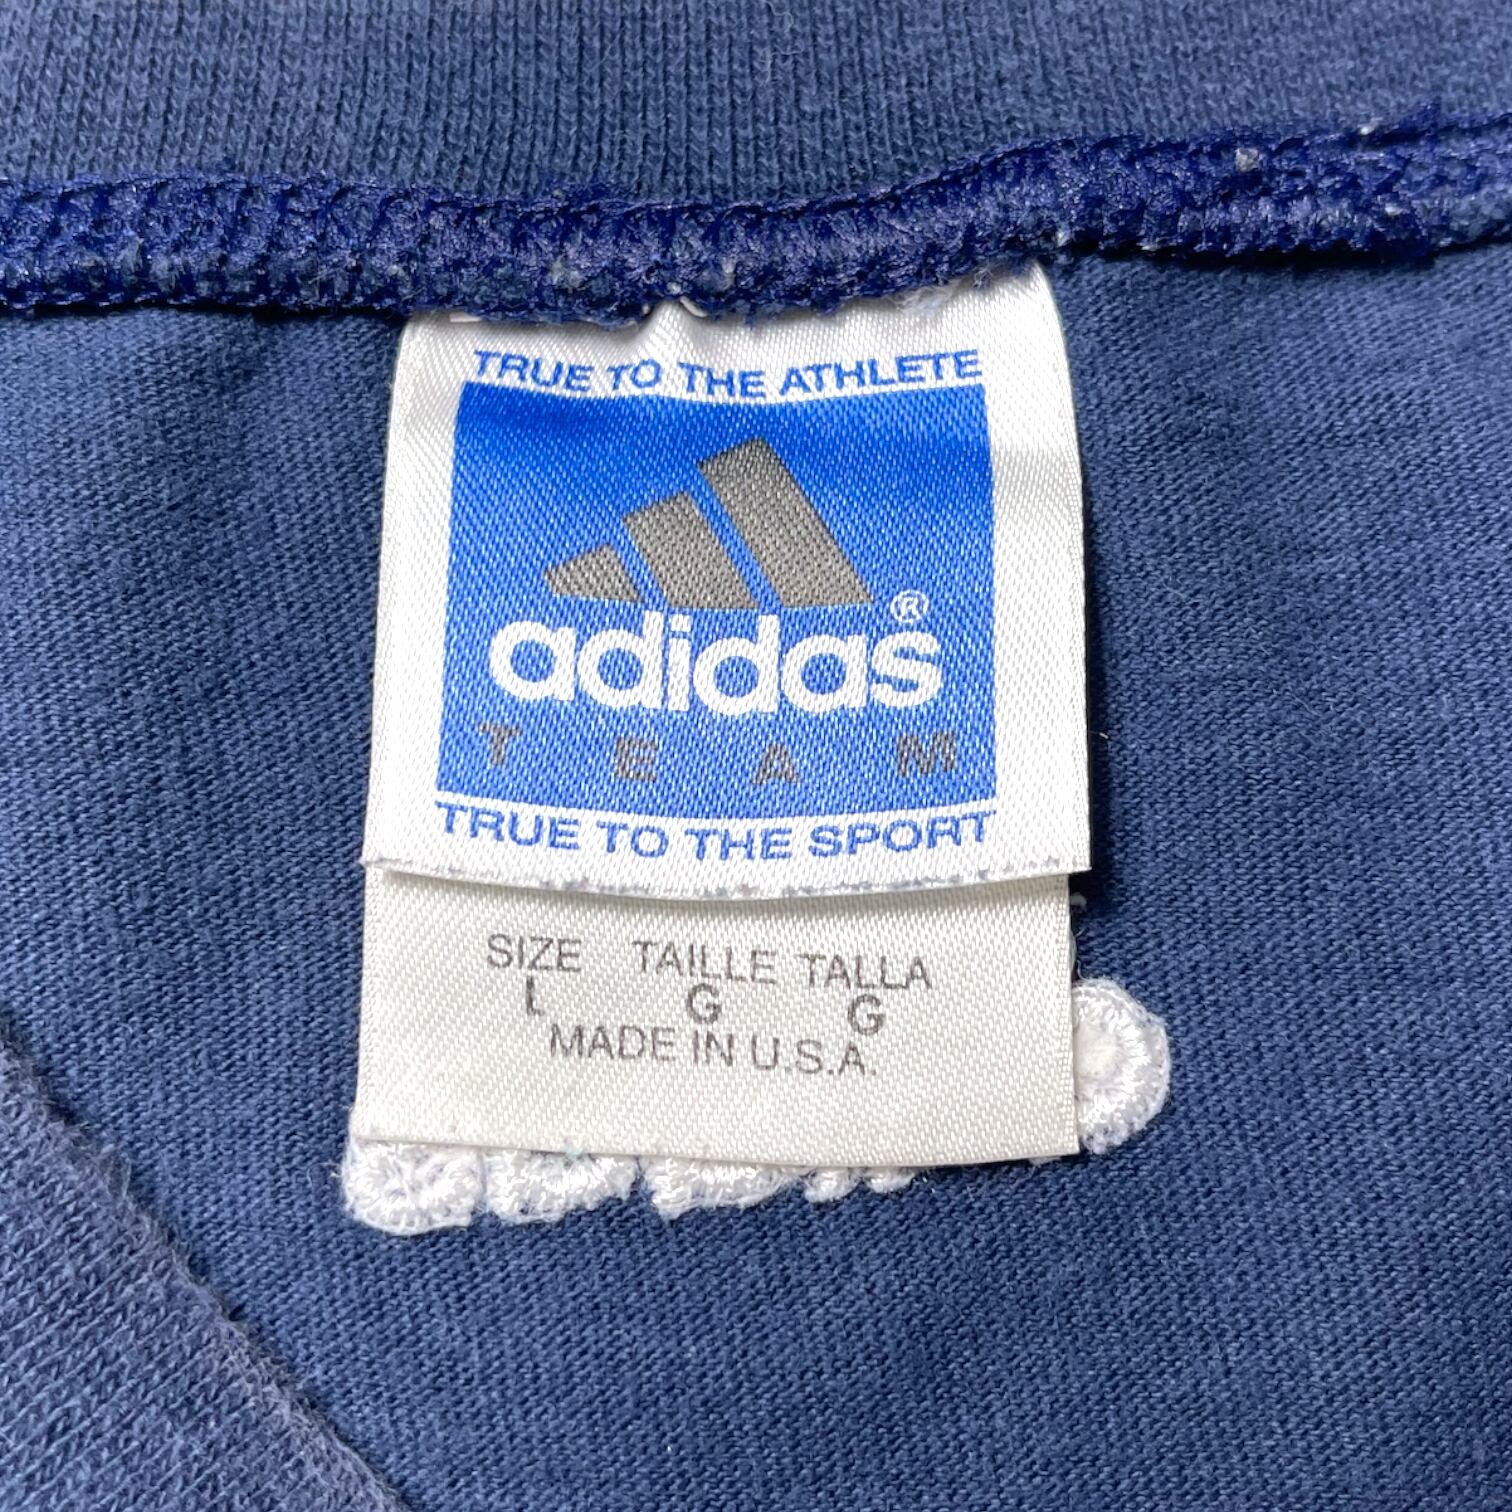 TRUE TO THE ATHLETE
adidas®
TEAM
TRUE TO THE SPORT
SIZE TAILLE TALLA
L G G
MADE IN U.S.A.